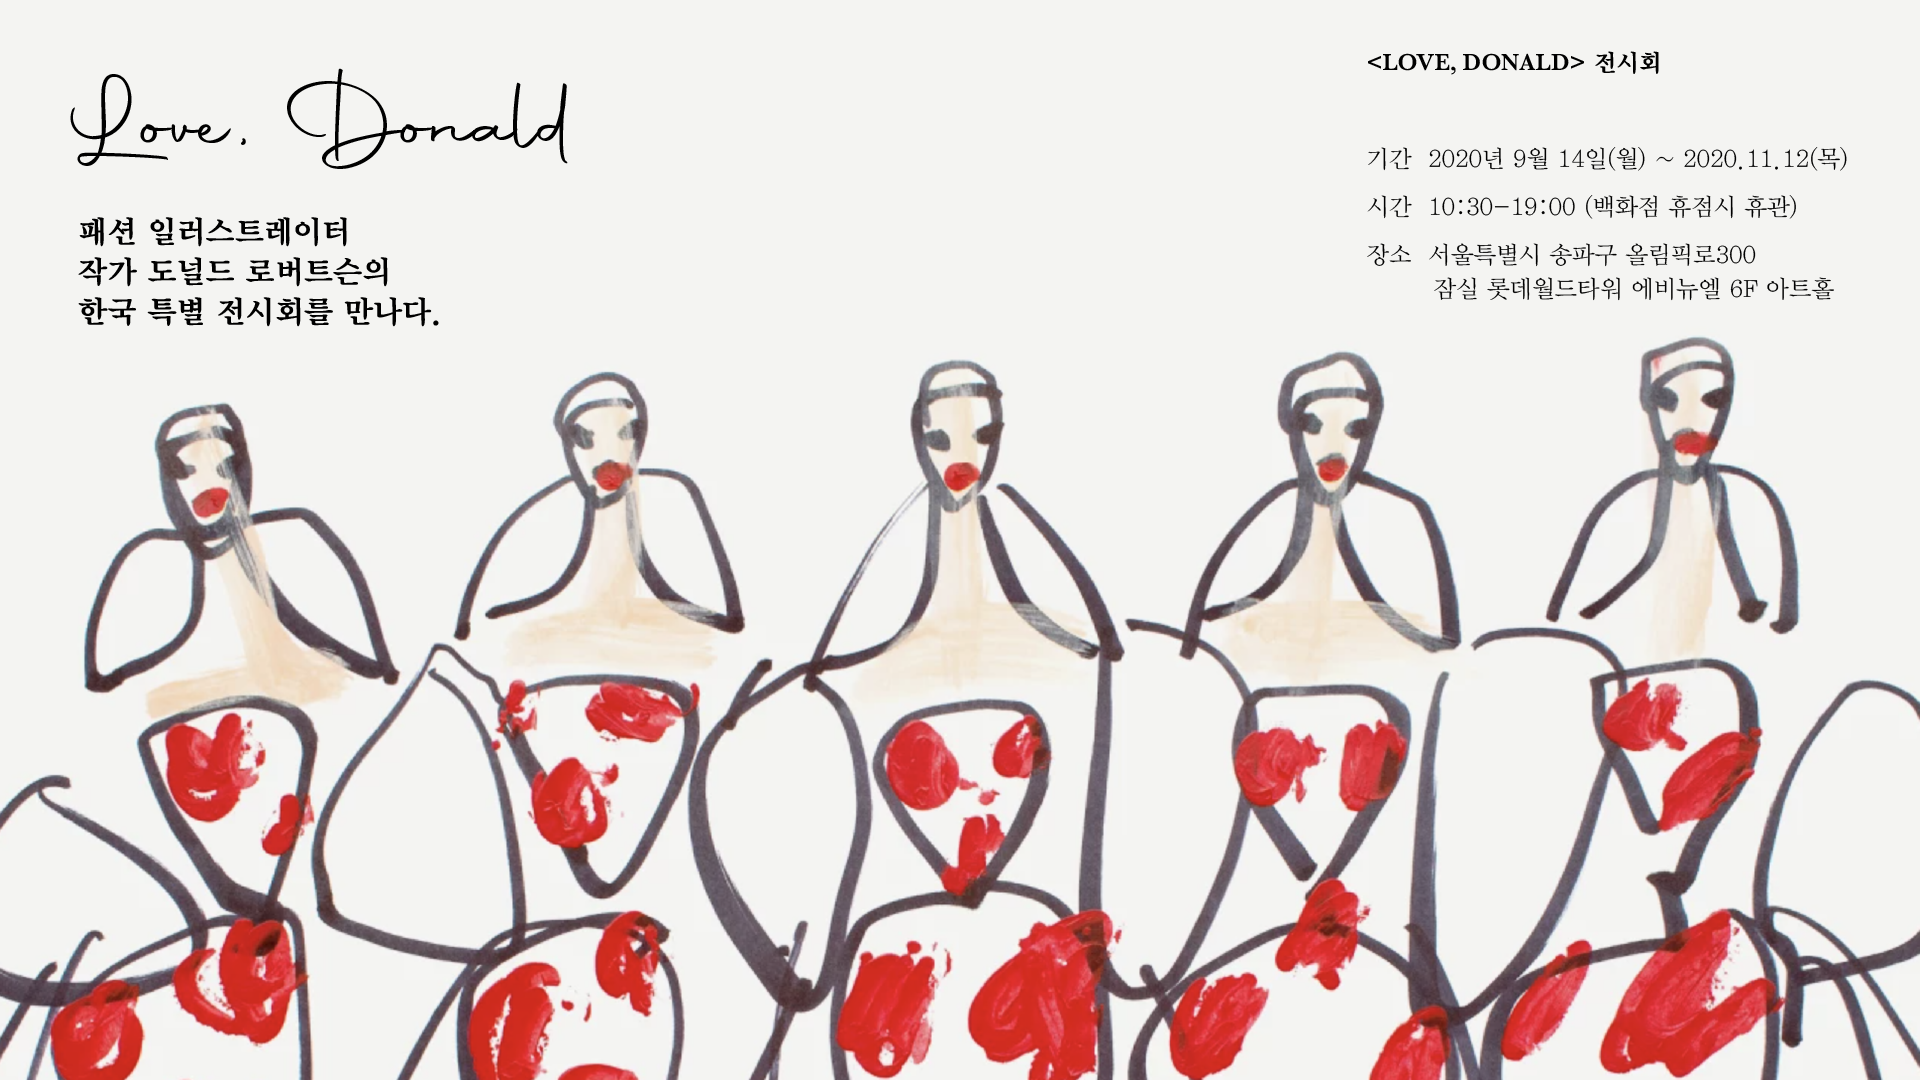 Love, Donald
패션 일러스트레이터
작가 도널드 로버트슨의
한국 특별 전시회를 만나다.
<LOVE, DONALD> 전시회
기간 2020년 9월 14일(월) ~ 2020.11.12(목)
시간 10:30-19:00 (백화점 휴점시 휴관)
장소 서울특별시 송파구 올림픽로300
잠실 롯데월드타워 에비뉴엘 6F 아트홀